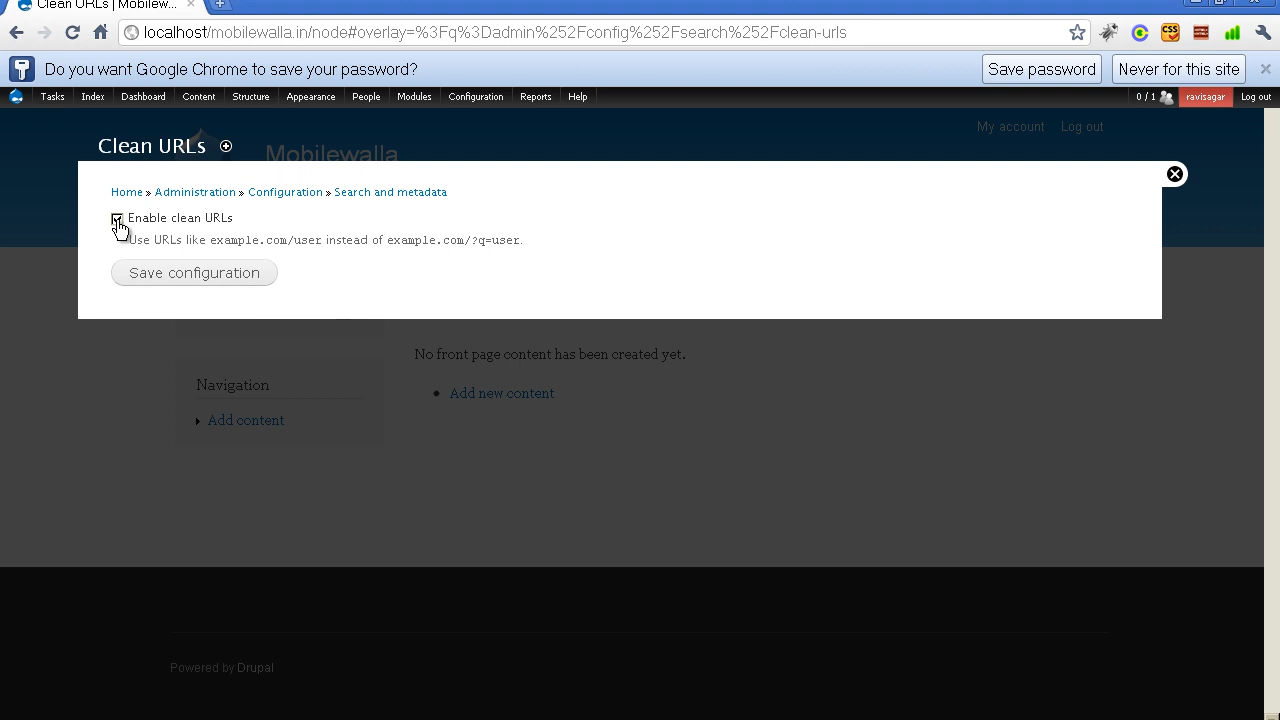 Clean URLs | Mobilew...
localhost/mobilewalla.in/node#overlay=%3Fq%3Dadmin%252Fconfig%252Fsearch%252Fclean-urls
Do you want Google Chrome to save your password?
Save password
Never for this site
Tasks Index Dashboard Content Structure Appearance People Modules Configuration Reports Help
0 / 1 ravisagar Log out
My account Log out
Clean URLs
Mobilewalla
Home » Administration » Configuration » Search and metadata
Enable clean URLs
Use URLs like example.com/user instead of example.com/?q=user.
Save configuration
No front page content has been created yet.
Navigation
Add new content
Add content
Powered by Drupal